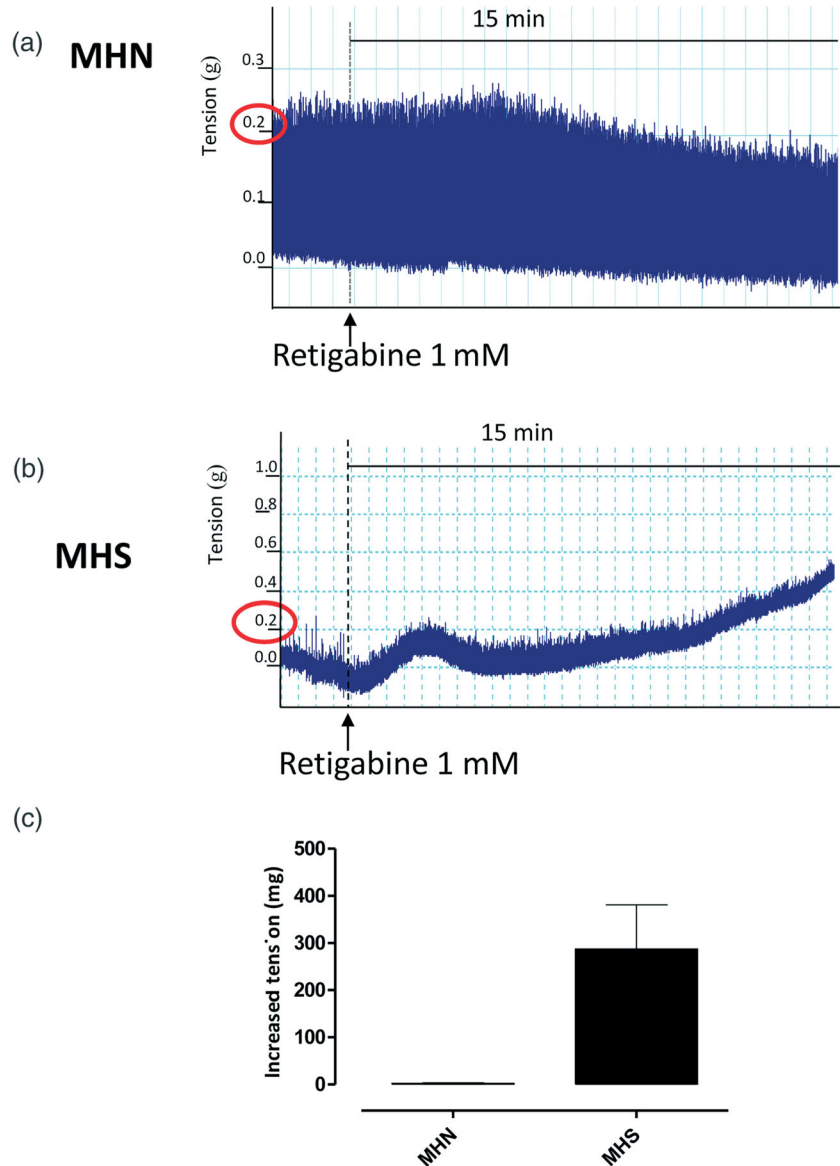 (a)
MHN
15 min
Tension (g)
0.3
0.2
0.1
0.0
Retigabine 1 mM
(b)
MHS
15 min
Tension (g)
1.0
0.8
0.6
0.4
0.2
0.0
Retigabine 1 mM
(c)
Increased tens˙on (mg)
500
400
300
200
100
0
MHN
MHS